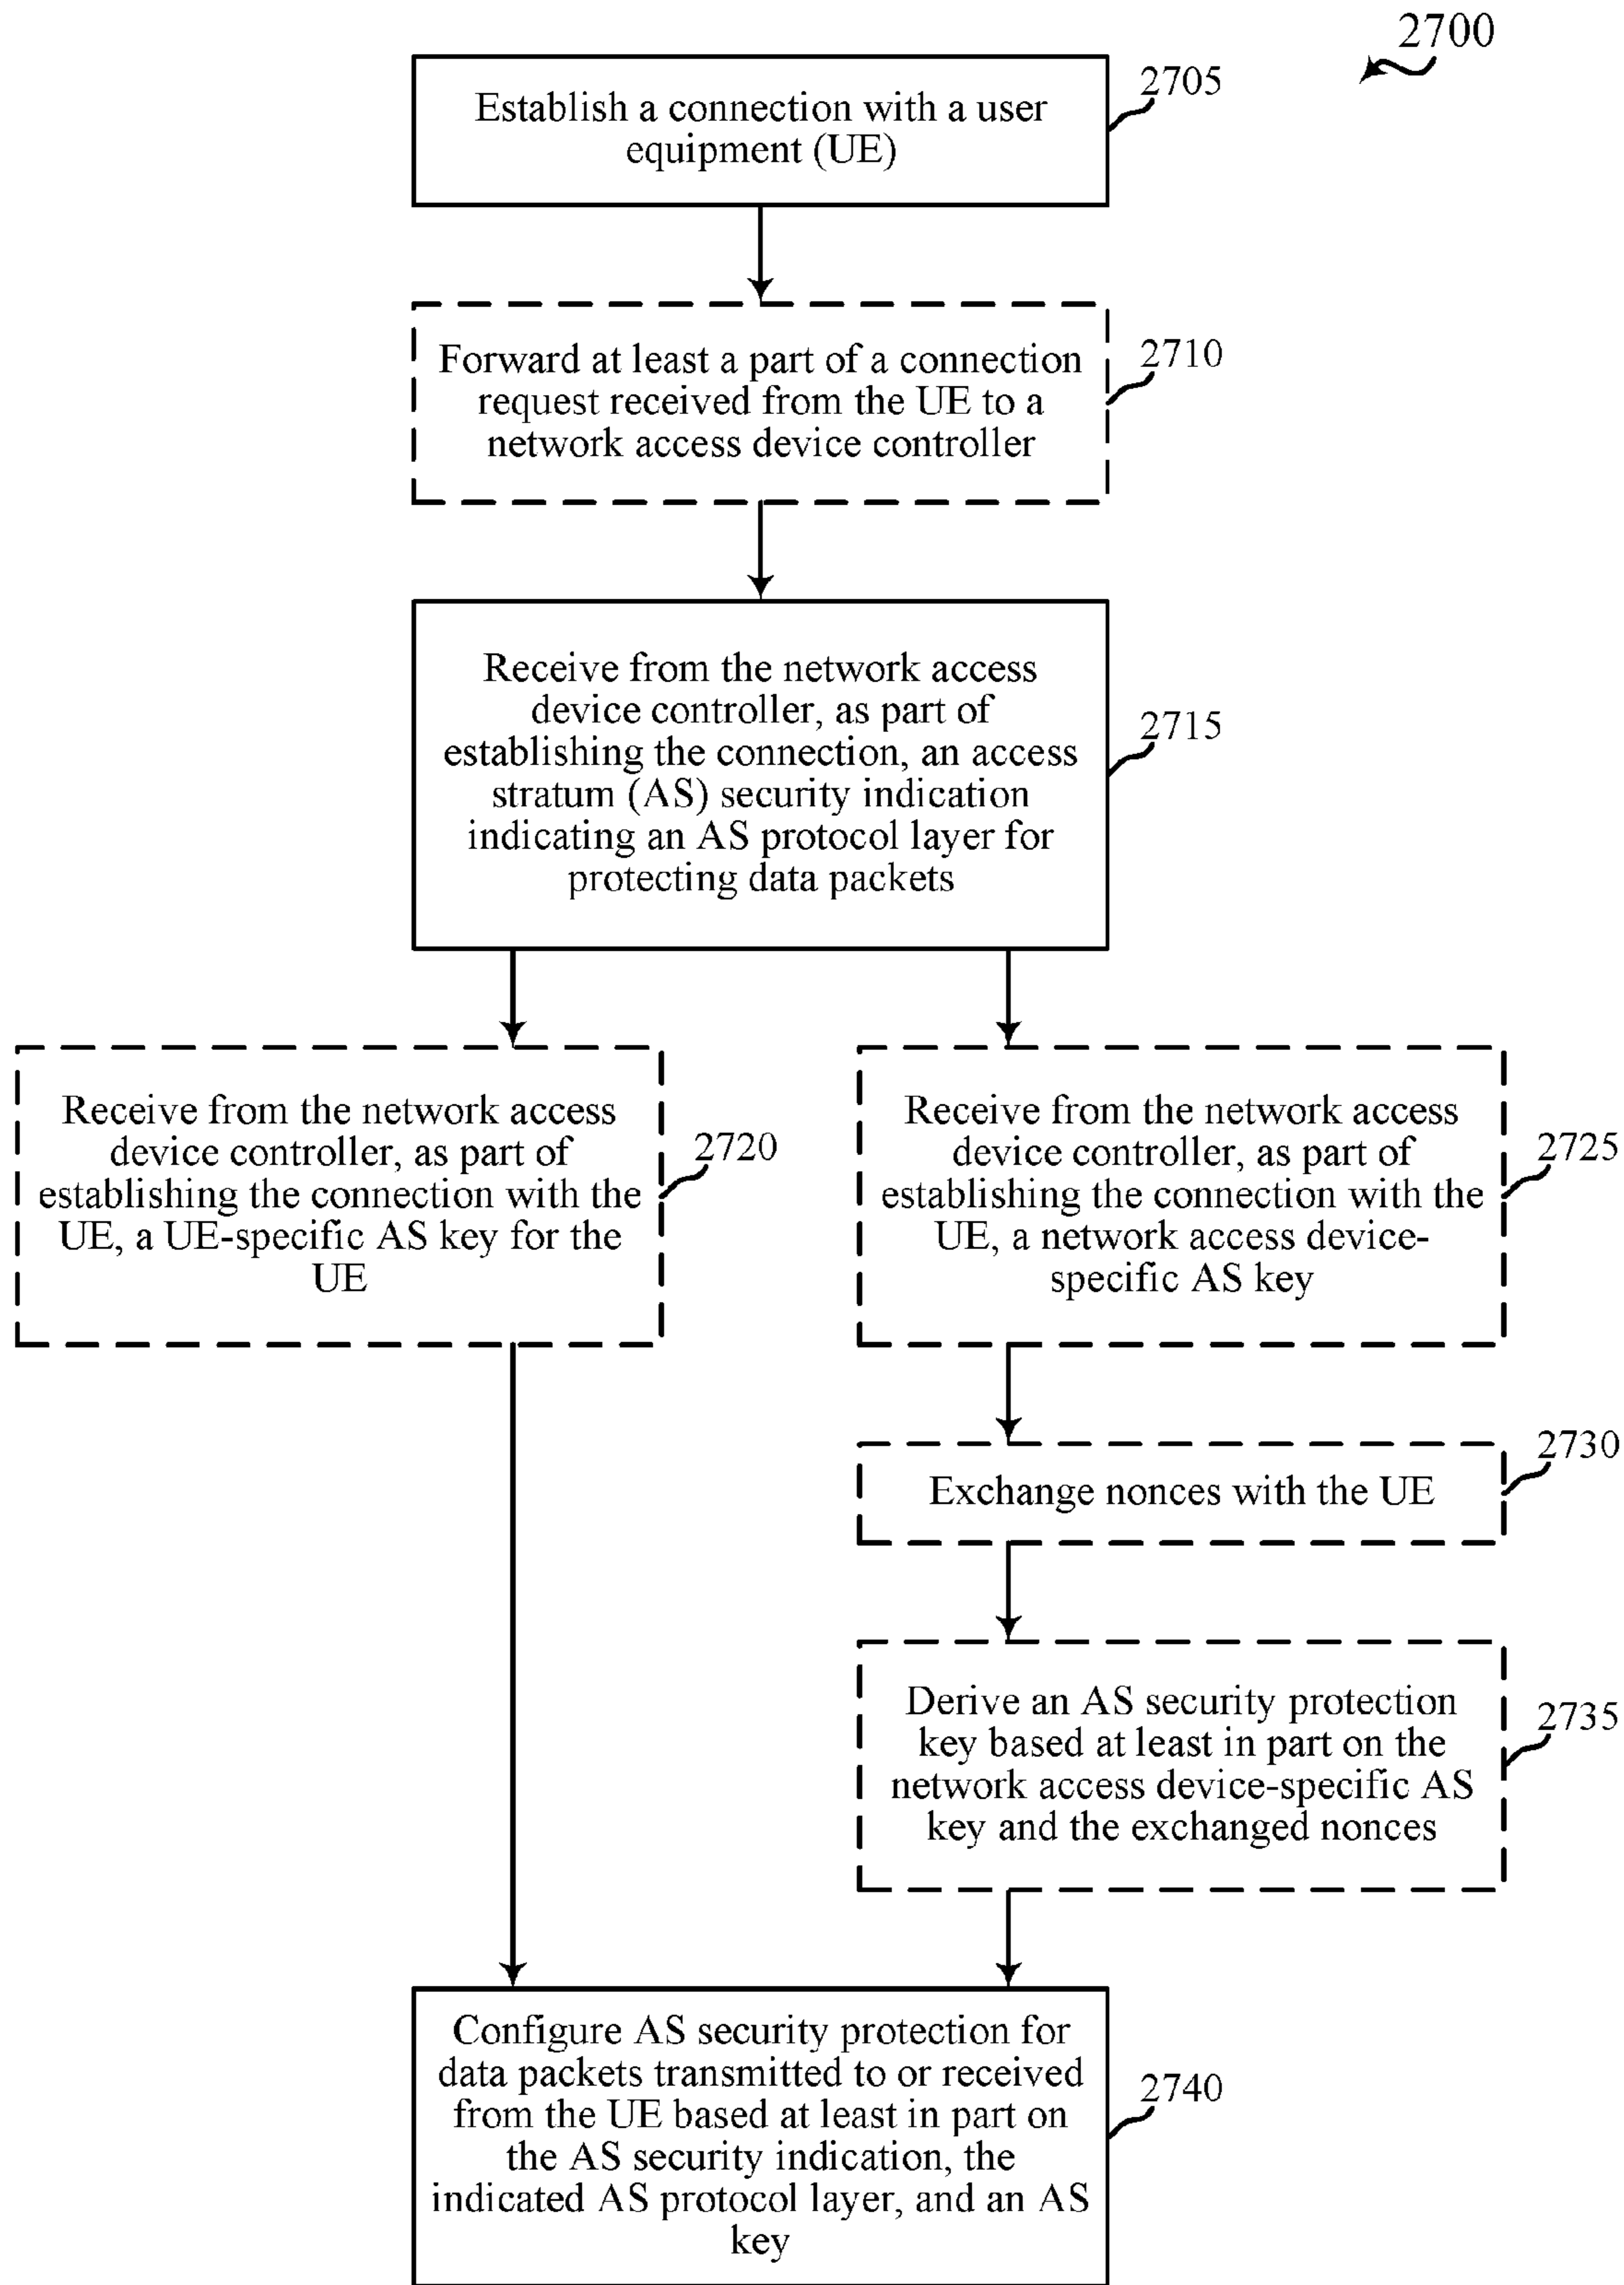 2700
Establish a connection with a user
equipment (UE)
2705
Forward at least a part of a connection
request received from the UE to a
network access device controller
2710
Receive from the network access
device controller, as part of
establishing the connection, an access
stratum (AS) security indication
indicating an AS protocol layer for
protecting data packets
2715
Receive from the network access
device controller, as part of
establishing the connection with the
UE, a UE-specific AS key for the
UE
2720
Receive from the network access
device controller, as part of
establishing the connection with the
UE, a network access device-
specific AS key
2725
Exchange nonces with the UE
2730
Derive an AS security protection
key based at least in part on the
network access device-specific AS
key and the exchanged nonces
2735
Configure AS security protection for
data packets transmitted to or received
from the UE based at least in part on
the AS security indication, the
indicated AS protocol layer, and an AS
key
2740